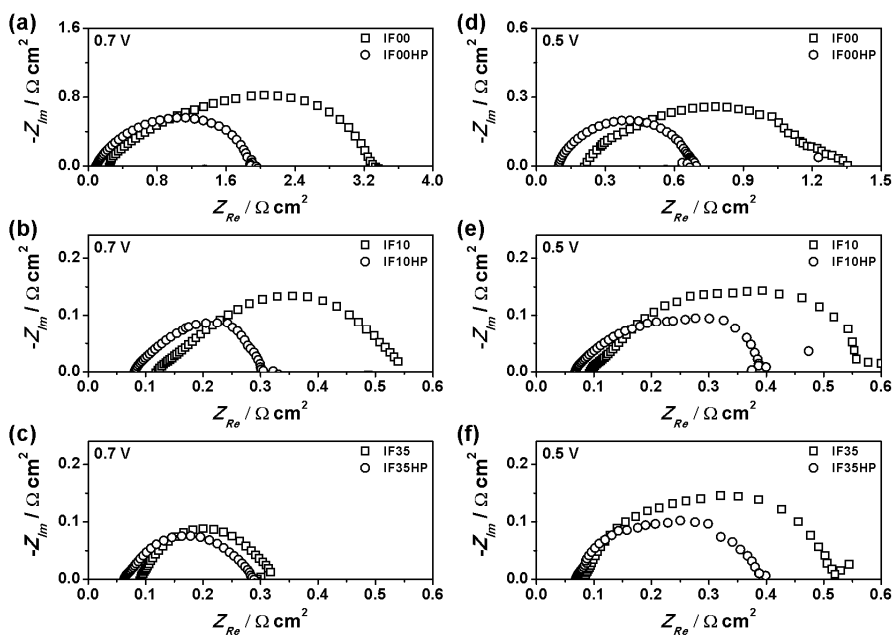 (a)
0.7 V
IF00
IF00HP
-Z_Im / Ω cm²
1.6
0.8
0.0
0.0 0.8 1.6 2.4 3.2 4.0
Z_Re / Ω cm²
(d)
0.5 V
IF00
IF00HP
-Z_Im / Ω cm²
0.6
0.3
0.0
0.3 0.6 0.9 1.2 1.5
Z_Re / Ω cm²
(b)
0.7 V
IF10
IF10HP
-Z_Im / Ω cm²
0.2
0.1
0.0
0.0 0.1 0.2 0.3 0.4 0.5 0.6
Z_Re / Ω cm²
(e)
0.5 V
IF10
IF10HP
-Z_Im / Ω cm²
0.2
0.1
0.0
0.0 0.1 0.2 0.3 0.4 0.5 0.6
Z_Re / Ω cm²
(c)
0.7 V
IF35
IF35HP
-Z_Im / Ω cm²
0.2
0.1
0.0
0.0 0.1 0.2 0.3 0.4 0.5 0.6
Z_Re / Ω cm²
(f)
0.5 V
IF35
IF35HP
-Z_Im / Ω cm²
0.2
0.1
0.0
0.0 0.1 0.2 0.3 0.4 0.5 0.6
Z_Re / Ω cm²